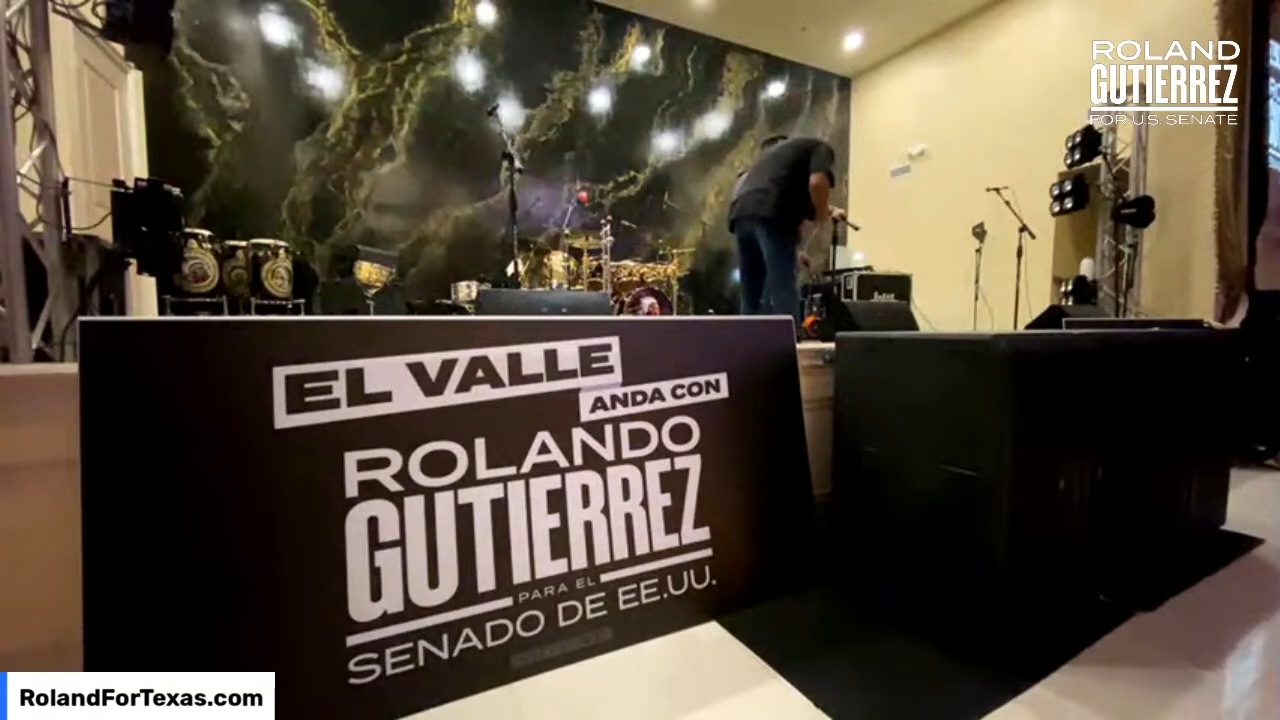 ROLAND
GUTIERREZ
FOR U.S. SENATE
EL VALLE
ANDA CON
ROLANDO
GUTIERREZ
PARA EL
SENADO DE EE.UU.
RolandForTexas.com